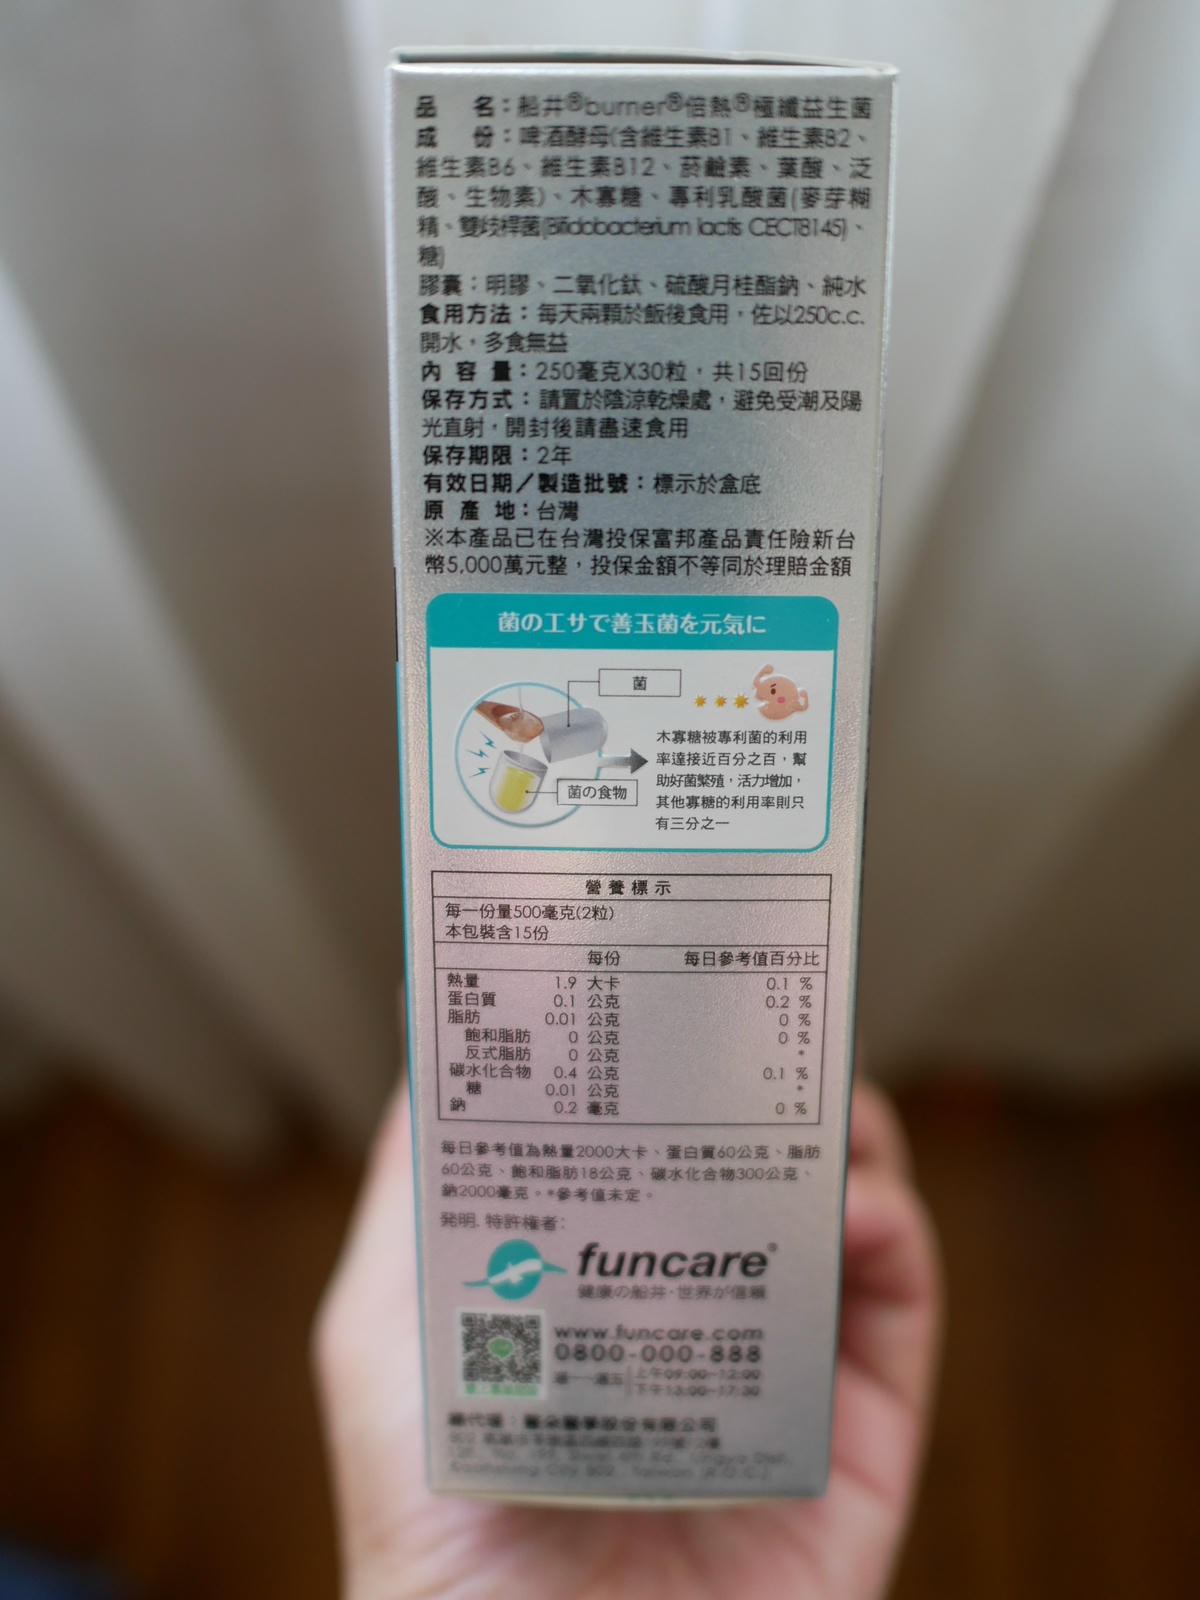 品　名：船井®burner®倍熱®極纖益生菌
成　份：啤酒酵母(含維生素B1、維生素B2、
維生素B6、維生素B12、菸鹼素、葉酸、泛
酸、生物素)、木寡糖、專利乳酸菌(麥芽糊
精、雙歧桿菌(Bifidobacterium lactis CECT8145)、
糖)
膠囊：明膠、二氧化鈦、硫酸月桂酯鈉、純水
食用方法：每天兩顆於飯後食用，佐以250c.c.
開水，多食無益
內 容 量：250毫克X30粒，共15回份
保存方式：請置於陰涼乾燥處，避免受潮及陽
光直射，開封後請盡速食用
保存期限：2年
有效日期／製造批號：標示於盒底
原 產 地：台灣
※本產品已在台灣投保富邦產品責任險新台
幣5,000萬元整，投保金額不等同於理賠金額
菌のエサで善玉菌を元気に
菌
菌の食物
木寡糖被專利菌的利用
率達接近百分之百，幫
助好菌繁殖，活力增加，
其他寡糖的利用率則只
有三分之一
營養標示
每一份量500毫克(2粒)
本包裝含15份
每份 每日參考值百分比
熱量 1.9 大卡 0.1 %
蛋白質 0.1 公克 0.2 %
脂肪 0.01 公克 0 %
飽和脂肪 0 公克 0 %
反式脂肪 0 公克 *
碳水化合物 0.4 公克 0.1 %
糖 0.01 公克 *
鈉 0.2 毫克 0 %
每日參考值為熱量2000大卡、蛋白質60公克、脂肪
60公克、飽和脂肪18公克、碳水化合物300公克、
鈉2000毫克。*參考值未定。
発明. 特許権者：
funcare®
健康の船井・世界が信頼
www.funcare.com
0800-000-888
週一~週五
上午09:00~12:00
下午13:00~17:30